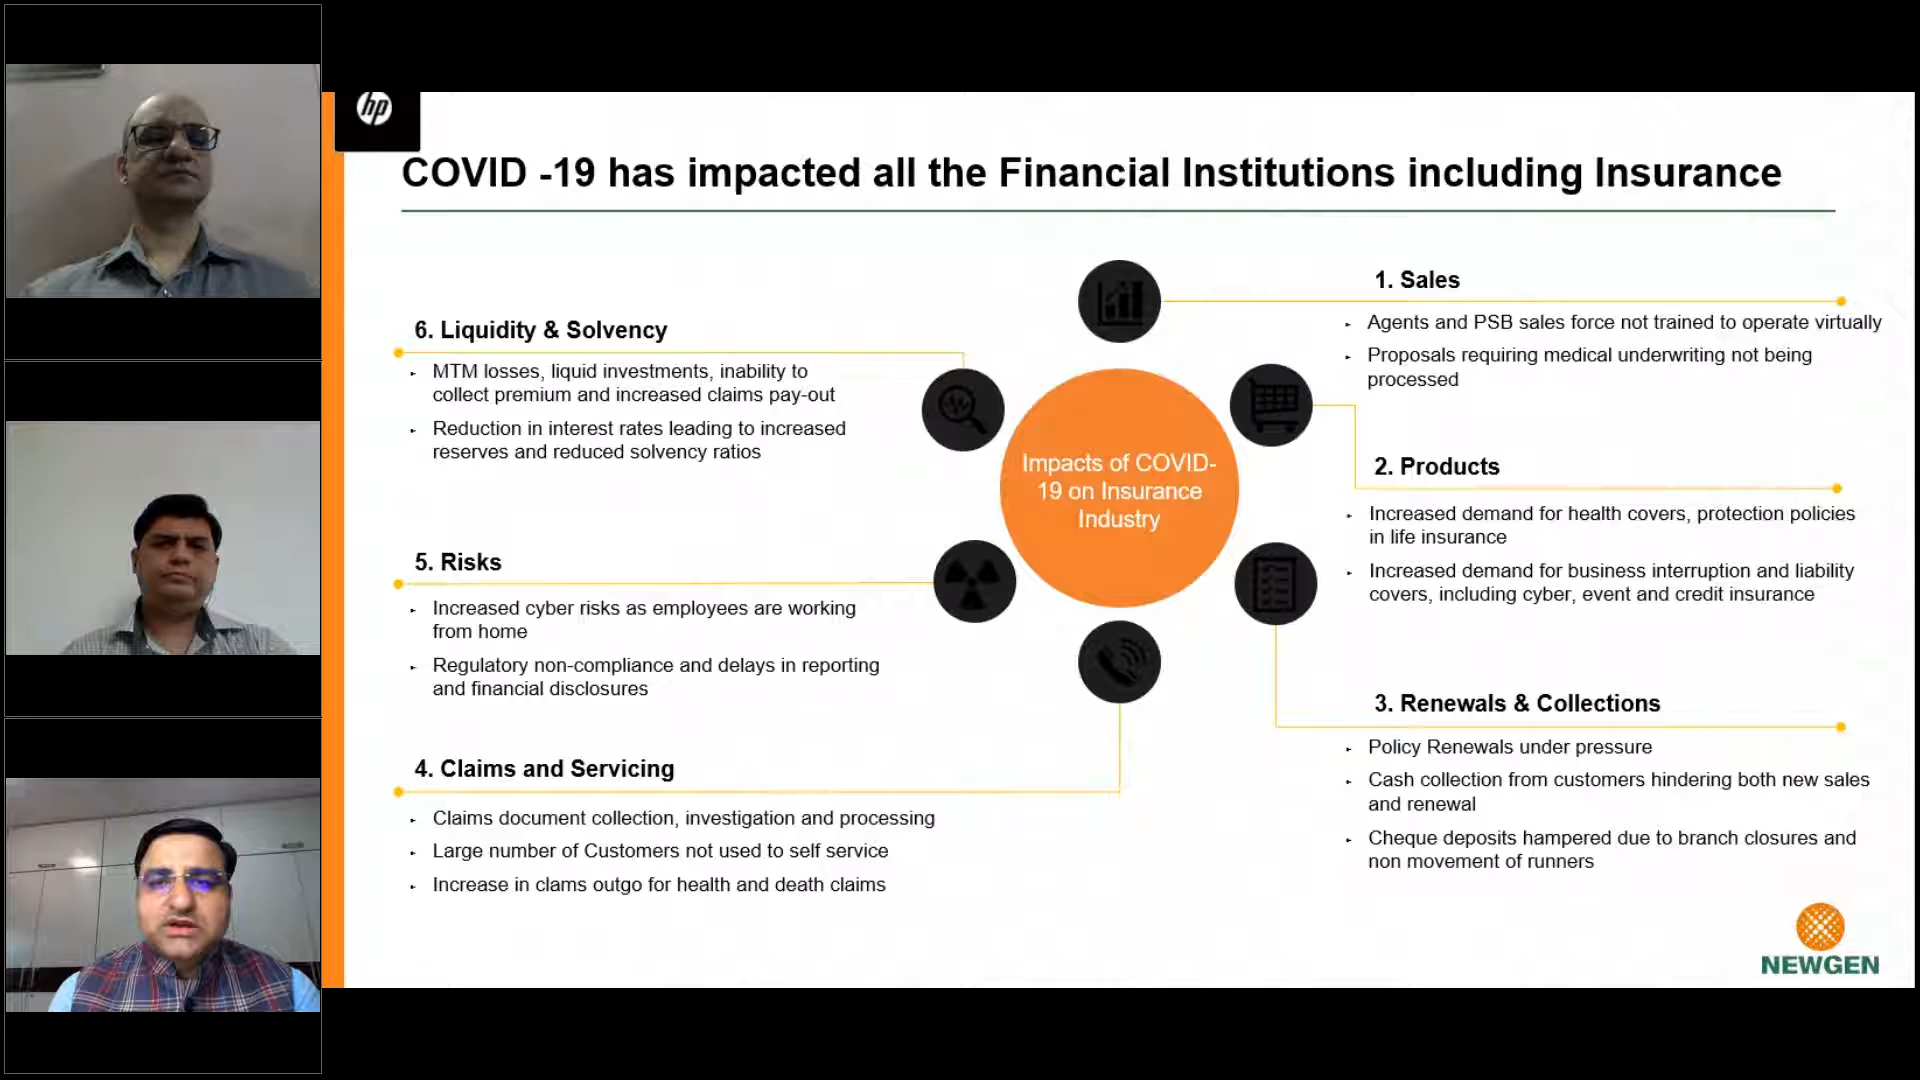 hp
COVID -19 has impacted all the Financial Institutions including Insurance
Impacts of COVID-
19 on Insurance
Industry
1. Sales
Agents and PSB sales force not trained to operate virtually
Proposals requiring medical underwriting not being
processed
2. Products
Increased demand for health covers, protection policies
in life insurance
Increased demand for business interruption and liability
covers, including cyber, event and credit insurance
3. Renewals & Collections
Policy Renewals under pressure
Cash collection from customers hindering both new sales
and renewal
Cheque deposits hampered due to branch closures and
non movement of runners
4. Claims and Servicing
Claims document collection, investigation and processing
Large number of Customers not used to self service
Increase in clams outgo for health and death claims
5. Risks
Increased cyber risks as employees are working
from home
Regulatory non-compliance and delays in reporting
and financial disclosures
6. Liquidity & Solvency
MTM losses, liquid investments, inability to
collect premium and increased claims pay-out
Reduction in interest rates leading to increased
reserves and reduced solvency ratios
NEWGEN